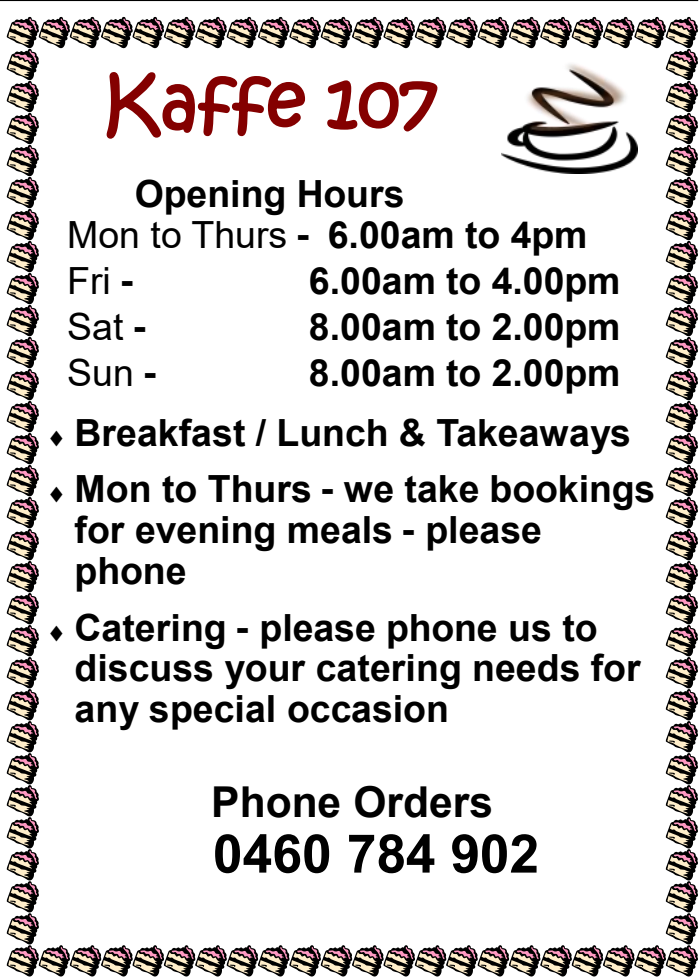 Kaffe 107
Opening Hours
Mon to Thurs - 6.00am to 4pm
Fri - 6.00am to 4.00pm
Sat - 8.00am to 2.00pm
Sun - 8.00am to 2.00pm
♦ Breakfast / Lunch & Takeaways
♦ Mon to Thurs - we take bookings
for evening meals - please
phone
♦ Catering - please phone us to
discuss your catering needs for
any special occasion
Phone Orders
0460 784 902